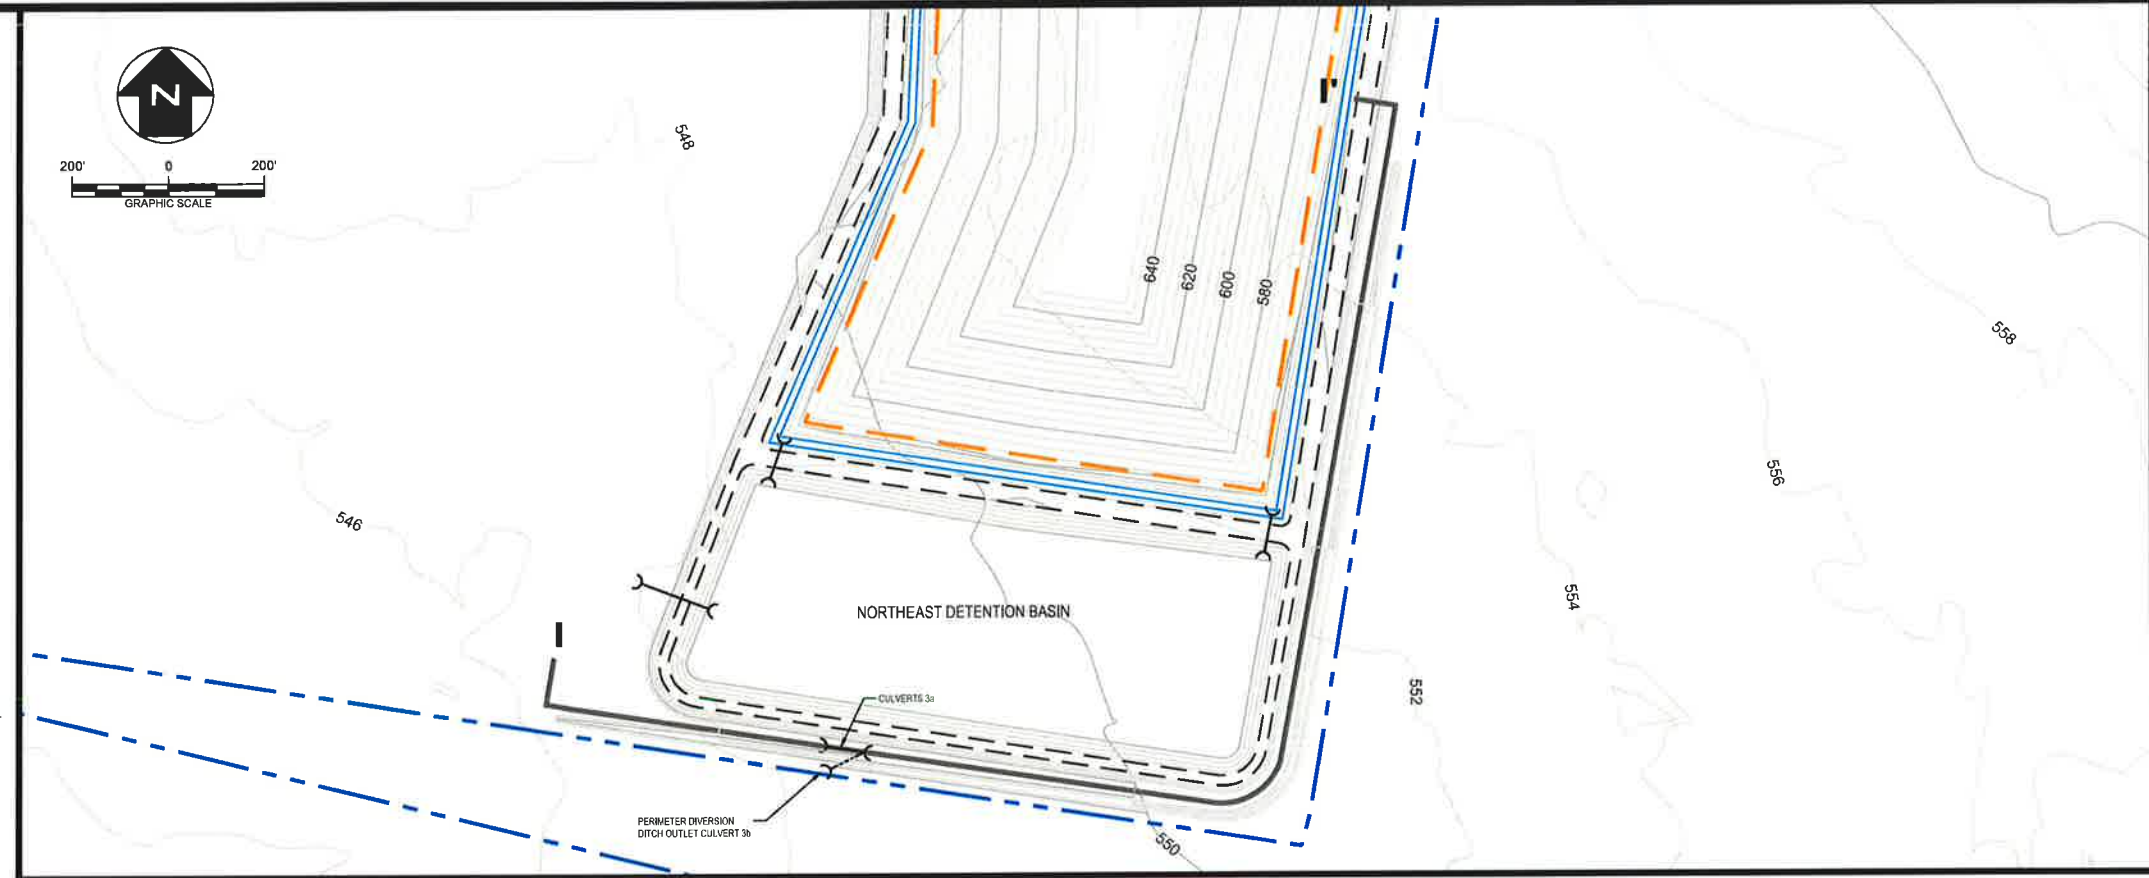 N
200' 0 200'
GRAPHIC SCALE
548
I'
640
620
600
580
558
556
546
554
NORTHEAST DETENTION BASIN
I
552
CULVERTS 3a
PERIMETER DIVERSION
DITCH OUTLET CULVERT 3b
550